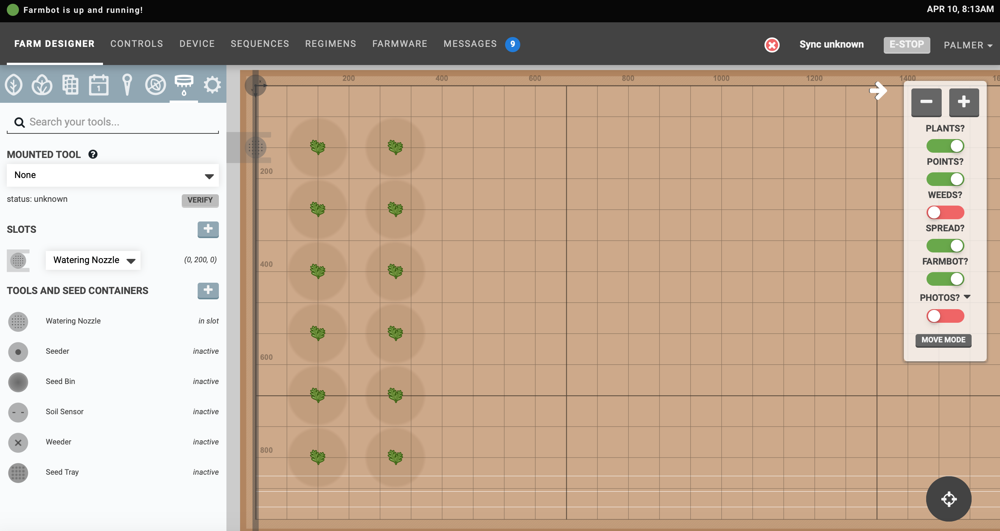 Farmbot is up and running!
APR 10, 8:13AM
FARM DESIGNER
CONTROLS
DEVICE
SEQUENCES
REGIMENS
FARMWARE
MESSAGES
9
Sync unknown
E-STOP
PALMER
1
Search your tools...
MOUNTED TOOL
?
None
status: unknown
VERIFY
SLOTS
Watering Nozzle
(0, 200, 0)
TOOLS AND SEED CONTAINERS
Watering Nozzle
in slot
Seeder
inactive
Seed Bin
inactive
Soil Sensor
inactive
Weeder
inactive
Seed Tray
inactive
200
400
600
800
1000
1200
1400
X
Y
200
400
600
800
PLANTS?
POINTS?
WEEDS?
SPREAD?
FARMBOT?
PHOTOS?
MOVE MODE